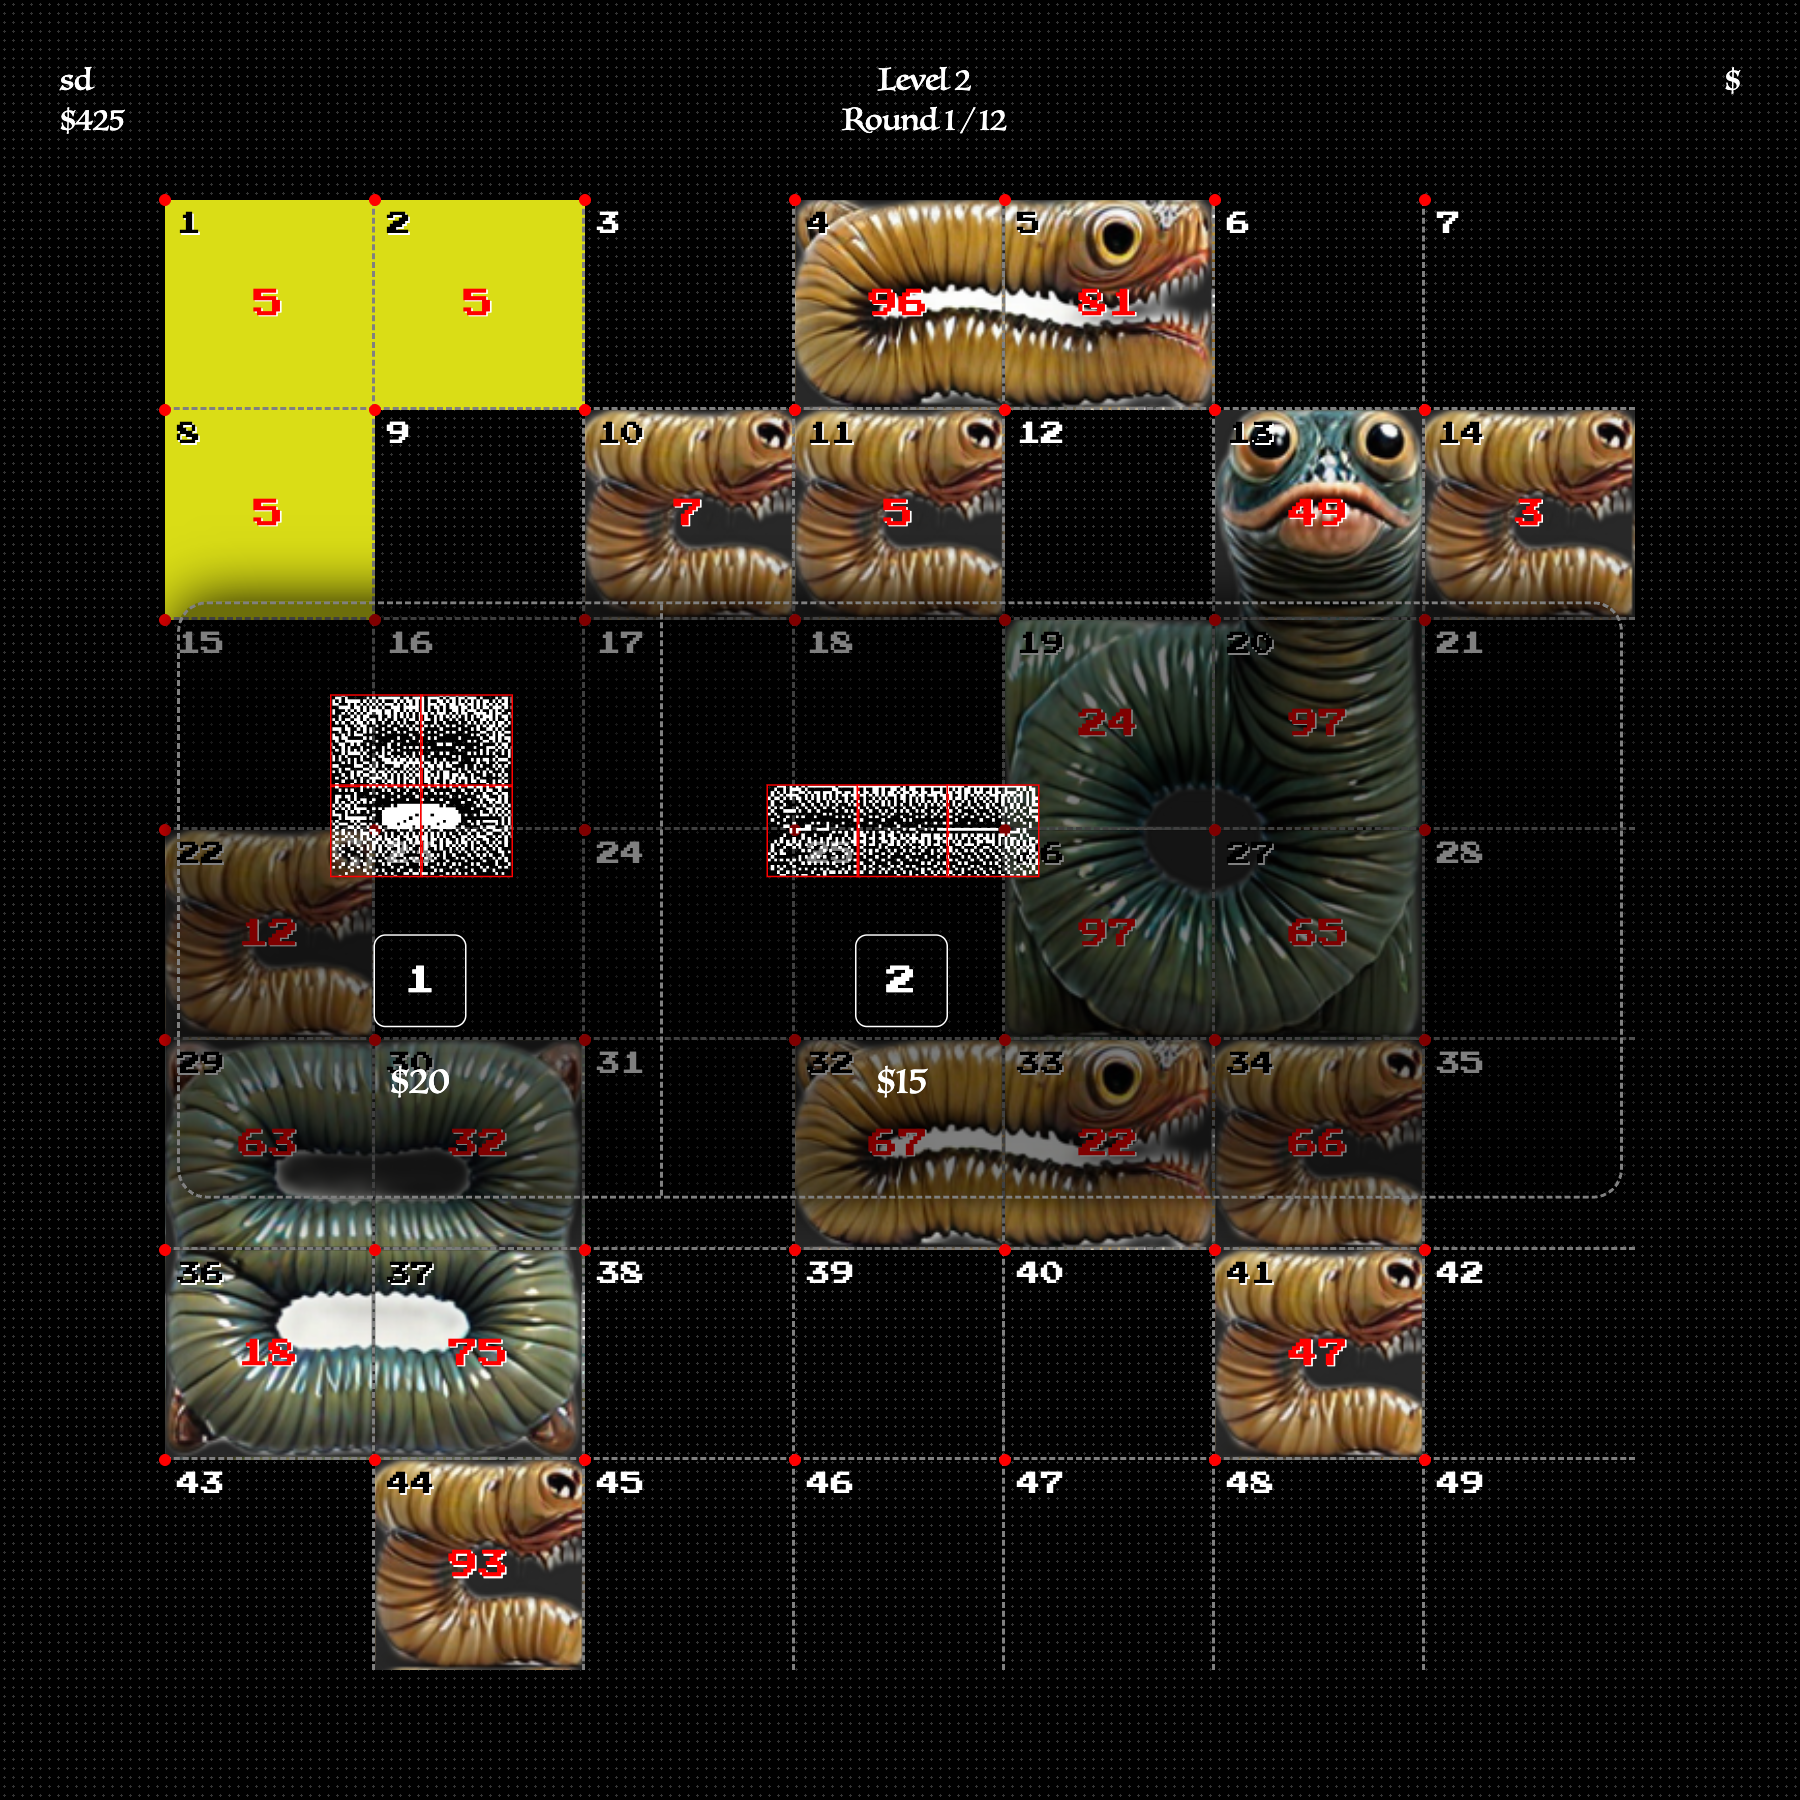 sd
$425
Level 2
Round 1/12
$
1 2 3 4 5 6 7
5 5 96 81
8 9 10 11 12 13 14
5 7 5 49 3
15 16 17 18 19 20 21
24 97
22 23 24 25 26 27 28
12 97 65
1 2
29 30 31 32 33 34 35
$20 $15
63 32 67 22 66
36 37 38 39 40 41 42
18 75 47
43 44 45 46 47 48 49
93